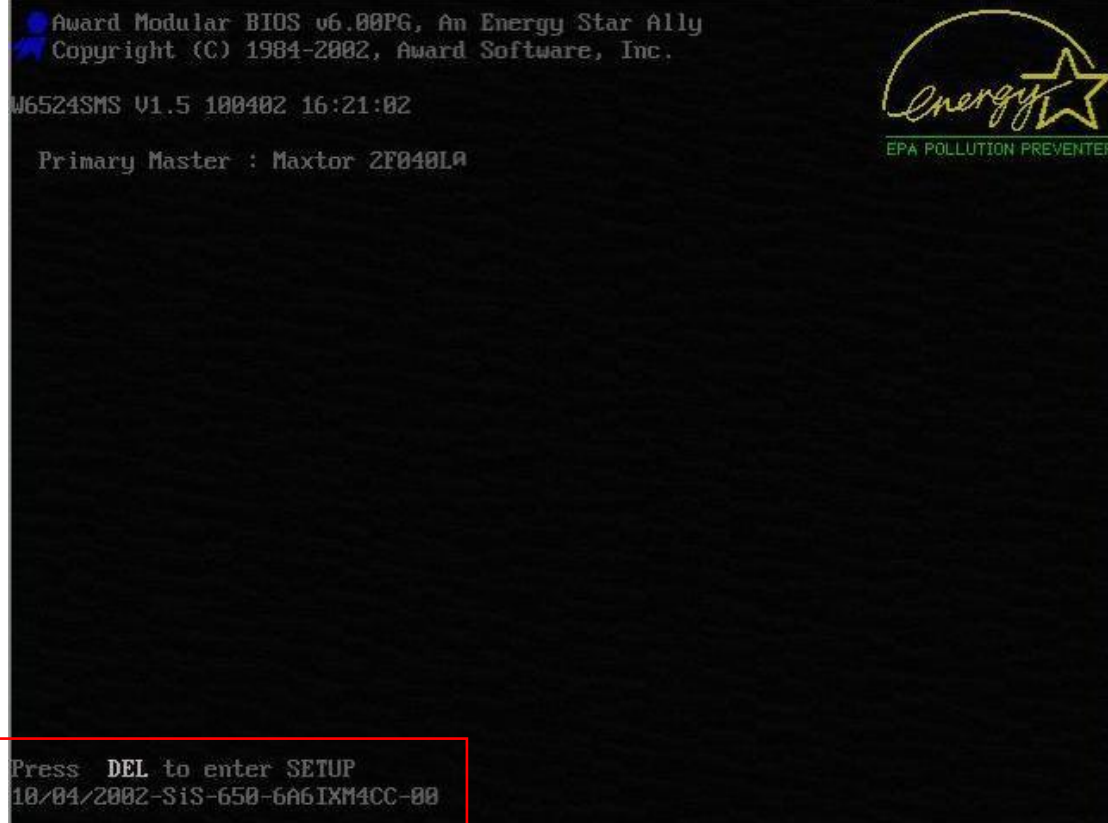 Award Modular BIOS v6.00PG, An Energy Star Ally
Copyright (C) 1984-2002, Award Software, Inc.
energy
EPA POLLUTION PREVENTER
W6524SMS V1.5 100402 16:21:02
Primary Master : Maxtor 2F040L0
Press DEL to enter SETUP
10/04/2002-SiS-650-6A6IXM4CC-00